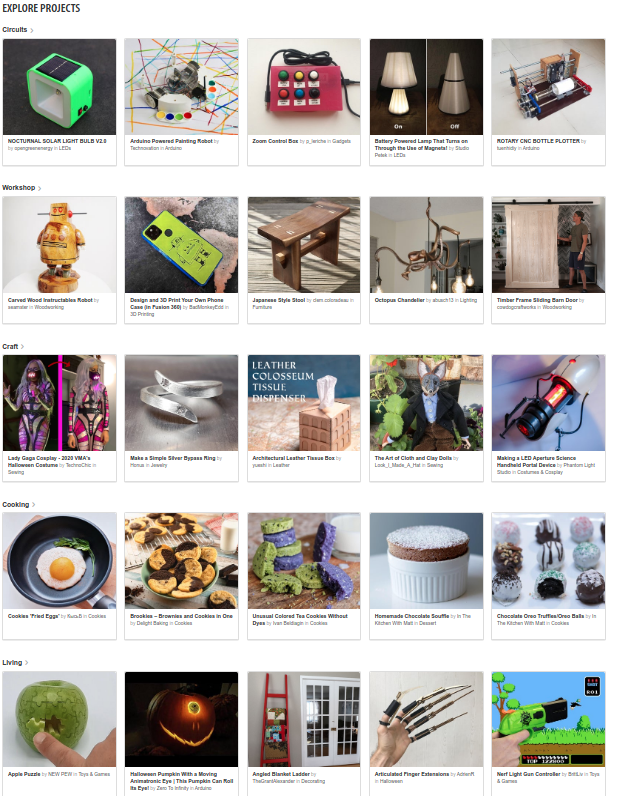 EXPLORE PROJECTS
Circuits >
NOCTURNAL SOLAR LIGHT BULB V2.0
by opengreenenergy in LEDs
Arduino Powered Painting Robot by
Technovation in Arduino
Zoom Control Box by p_lerche in Gadgets
On
Off
Battery Powered Lamp That Turns on
Through the Use of Magnets! by Studio
Pelek in LEDs
ROTARY CNC BOTTLE PLOTTER by
in Arduino
Workshop >
Carved Wood Instructables Robot by
seamster in Woodworking
Design and 3D Print Your Own Phone
Case (in Fusion 360) by BadMonkeyEdd in
3D Printing
Japanese Style Stool by clem.coloradeau in
Furniture
Octopus Chandelier by abusch13 in Lighting
Timber Frame Sliding Barn Door by
cowdogcraftworks in Woodworking
Craft >
Lady Gaga Cosplay - 2020 VMA's
Halloween Costume by TechnoChic in
Sewing
Make a Simple Silver Bypass Ring by
Horius in Jewelry
LEATHER
COLOSSEUM
TISSUE
DISPENSER
Architectural Leather Tissue Box by
yueshi in Leather
The Art of Cloth and Clay Dolls by
Look_I_Made_A_Hat in Sewing
Making a LED Aperture Science
Handheld Portal Device by Phantom Light
Studio in Costumes & Cosplay
Cooking >
Cookies "Fried Eggs" by in Cookies
Brookies – Brownies and Cookies in One
by Delight Baking in Cookies
Unusual Colored Tea Cookies Without
Dyes by Ivan Beldiagin in Cookies
Homemade Chocolate Souffle by In The
Kitchen With Matt in Dessert
Chocolate Oreo Truffles/Oreo Balls by In
The Kitchen With Matt in Cookies
Living >
Apple Puzzle by NEW PEW in Toys & Games
Halloween Pumpkin With a Moving
Animatronic Eye | This Pumpkin Can Roll
Its Eye! by Zero To Infinity in Arduino
Angled Blanket Ladder by
TheGrantAlexander in Decorating
Articulated Finger Extensions by AdrienR
in Halloween
Nerf Light Gun Controller by BritLiv in Toys
& Games